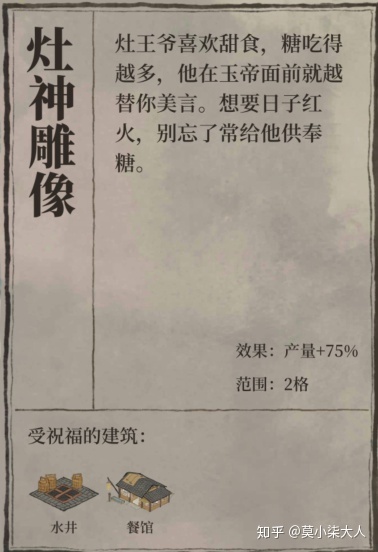 灶神雕像
灶王爷喜欢甜食，糖吃得
越多，他在玉帝面前就越
替你美言。想要日子红
火，别忘了常给他供奉
糖。
效果：产量+75%
范围：2格
受祝福的建筑：
水井
餐馆
知乎 @莫小柒大人